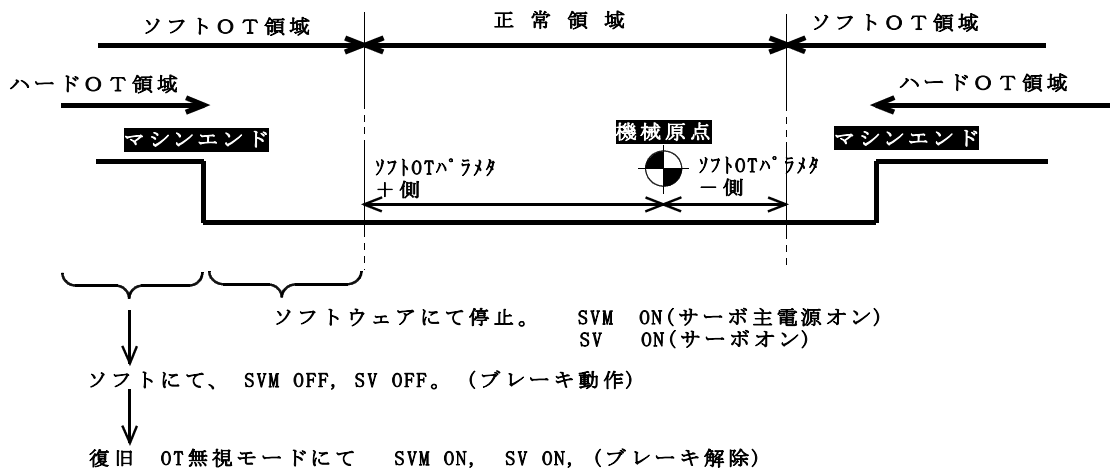 ソフトOT領域
正常領域
ソフトOT領域
ハードOT領域
ハードOT領域
マシンエンド
機械原点
マシンエンド
ソフトOTパラメタ
+側
ソフトOTパラメタ
-側
ソフトウェアにて停止。 SVM ON(サーボ主電源オン)
SV ON(サーボオン)
ソフトにて、 SVM OFF, SV OFF。 (ブレーキ動作)
復旧 OT無視モードにて SVM ON, SV ON, (ブレーキ解除)